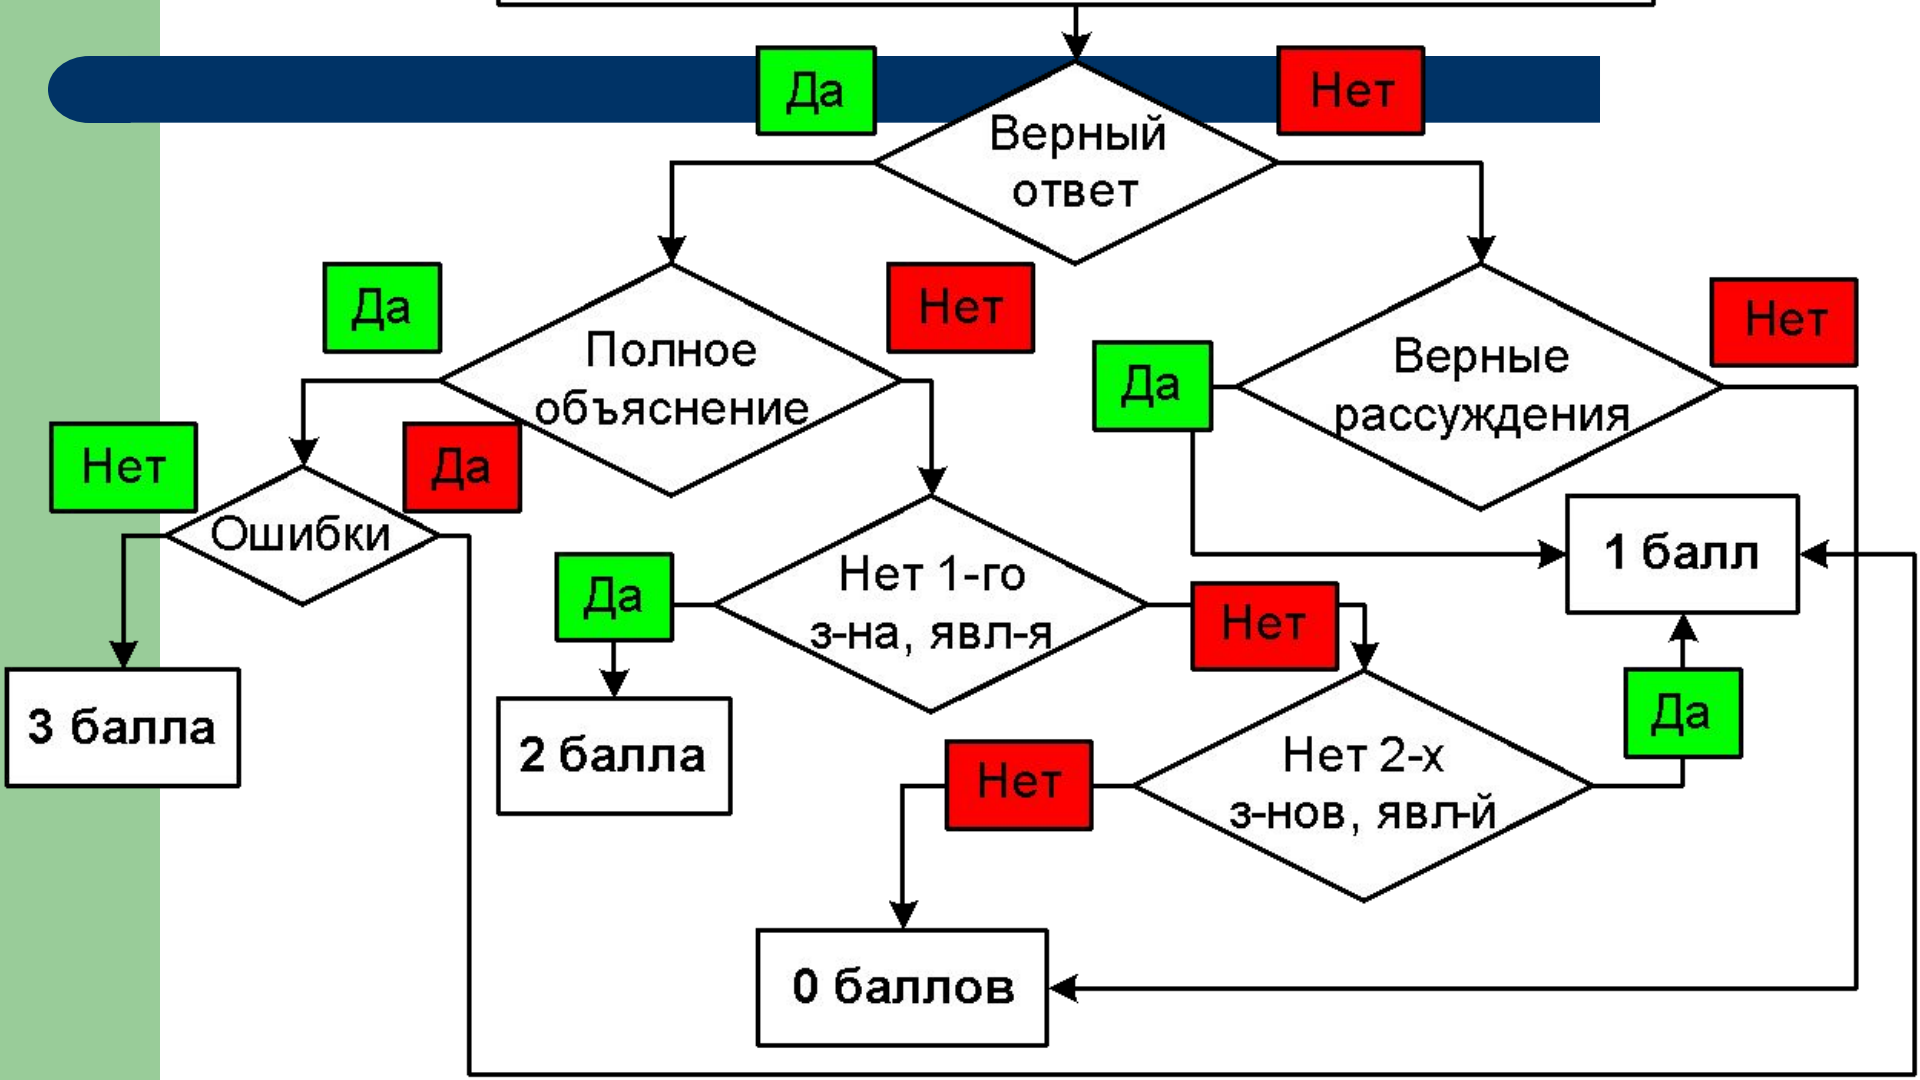 Да
Нет
Верный
ответ
Да
Нет
Нет
Полное
объяснение
Да
Верные
рассуждения
Нет
Да
Ошибки
1 балл
Да
Нет 1-го
з-на, явл-я
Нет
3 балла
2 балла
Да
Нет
Нет 2-х
з-нов, явл-й
0 баллов